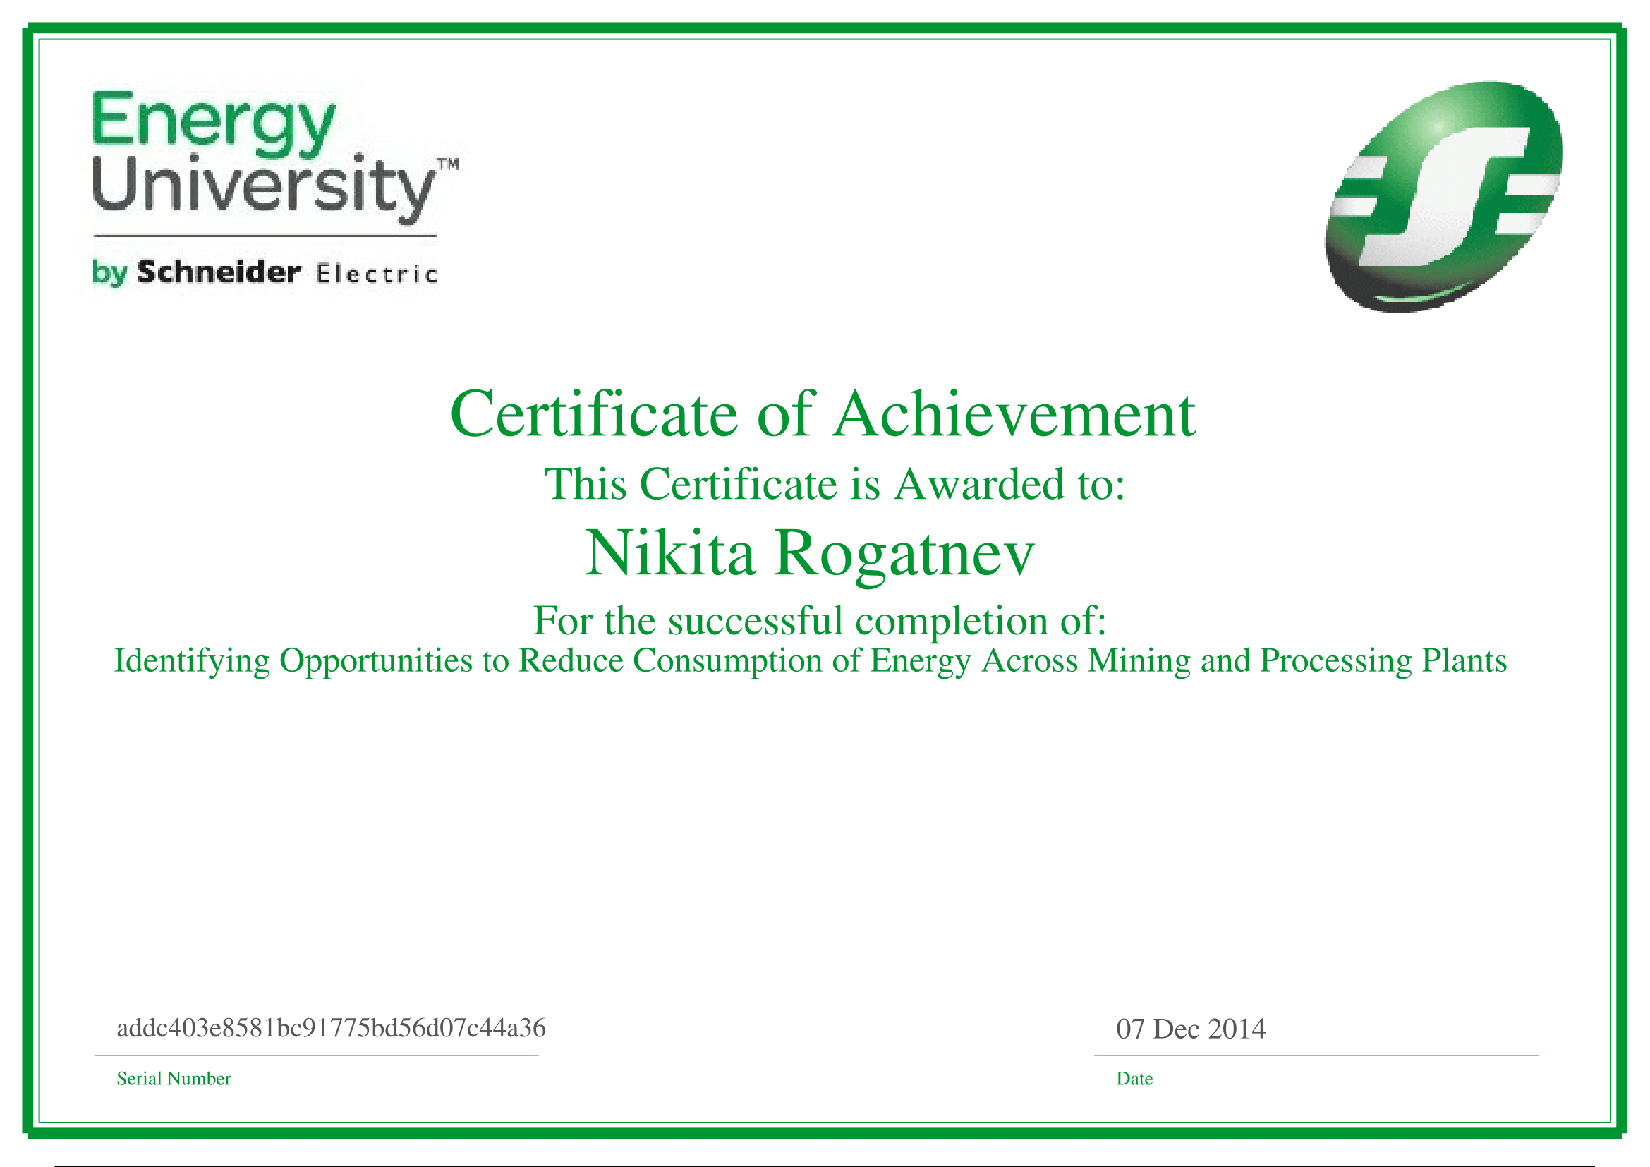 Energy
University™
by Schneider Electric
Certificate of Achievement
This Certificate is Awarded to:
Nikita Rogatnev
For the successful completion of:
Identifying Opportunities to Reduce Consumption of Energy Across Mining and Processing Plants
addc403e8581bc91775bd56d07c44a36
07 Dec 2014
Serial Number
Date